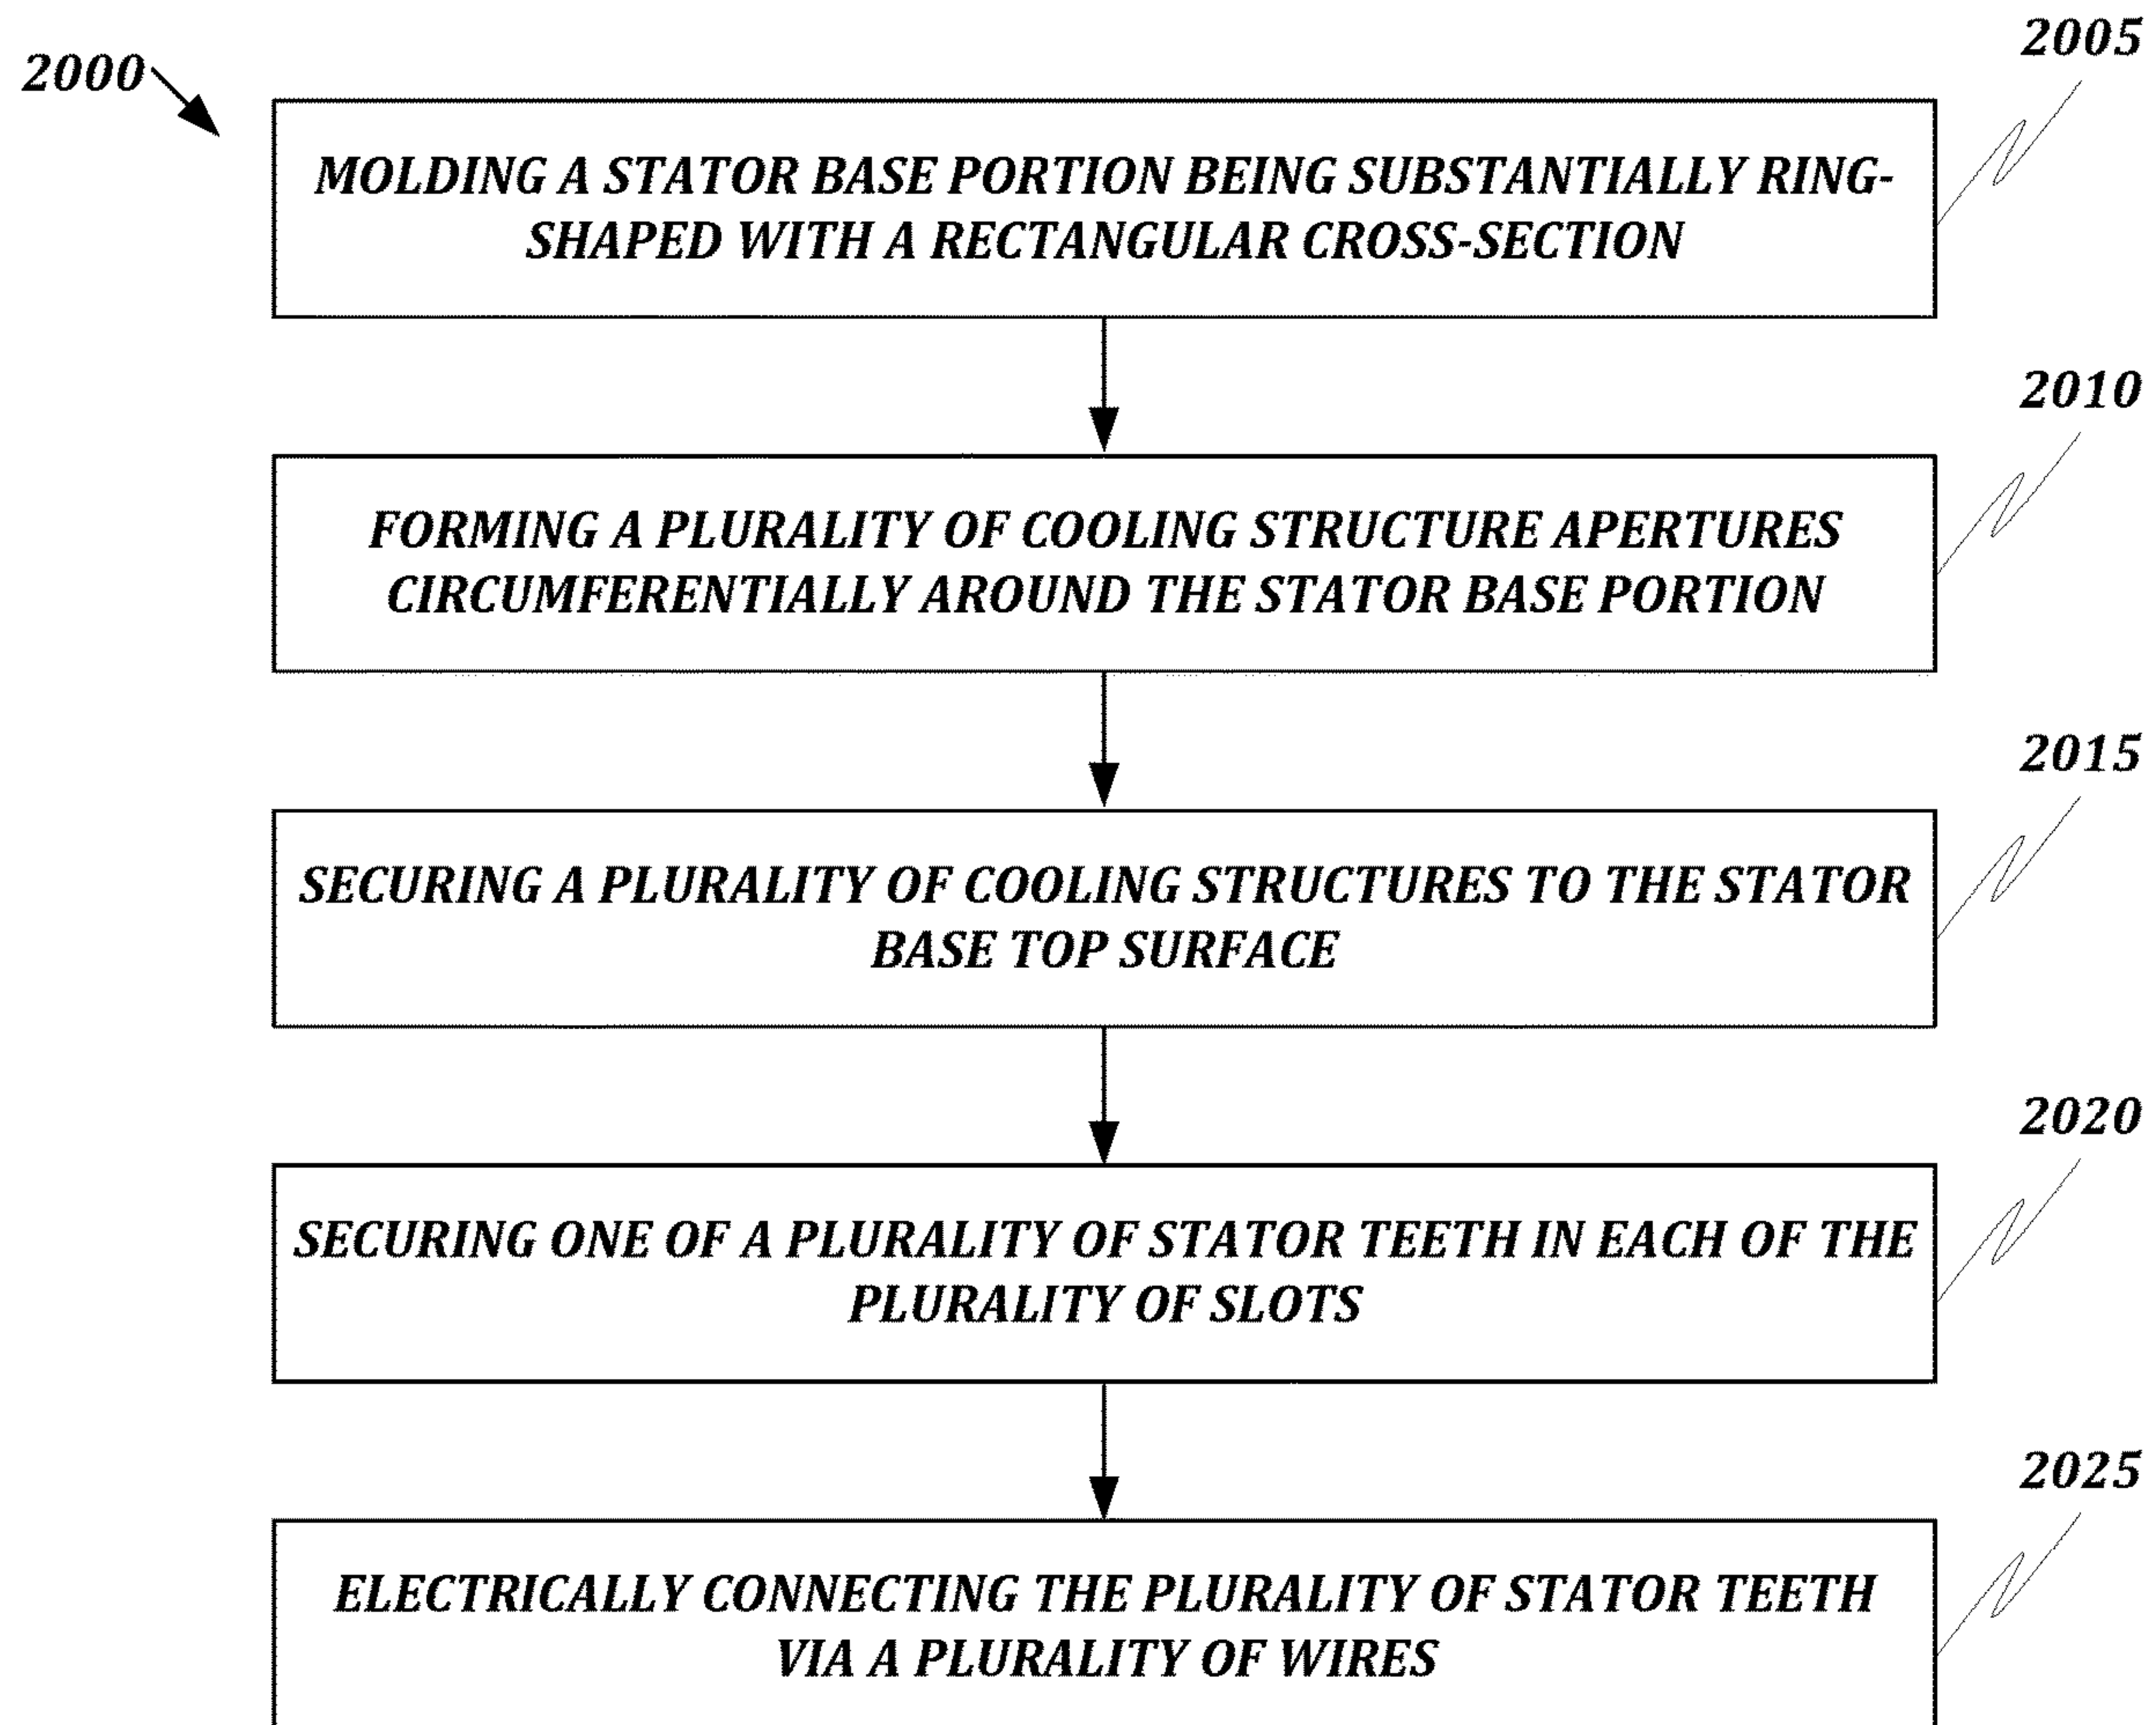 2000
2005
MOLDING A STATOR BASE PORTION BEING SUBSTANTIALLY RING-
SHAPED WITH A RECTANGULAR CROSS-SECTION
2010
FORMING A PLURALITY OF COOLING STRUCTURE APERTURES
CIRCUMFERENTIALLY AROUND THE STATOR BASE PORTION
2015
SECURING A PLURALITY OF COOLING STRUCTURES TO THE STATOR
BASE TOP SURFACE
2020
SECURING ONE OF A PLURALITY OF STATOR TEETH IN EACH OF THE
PLURALITY OF SLOTS
2025
ELECTRICALLY CONNECTING THE PLURALITY OF STATOR TEETH
VIA A PLURALITY OF WIRES